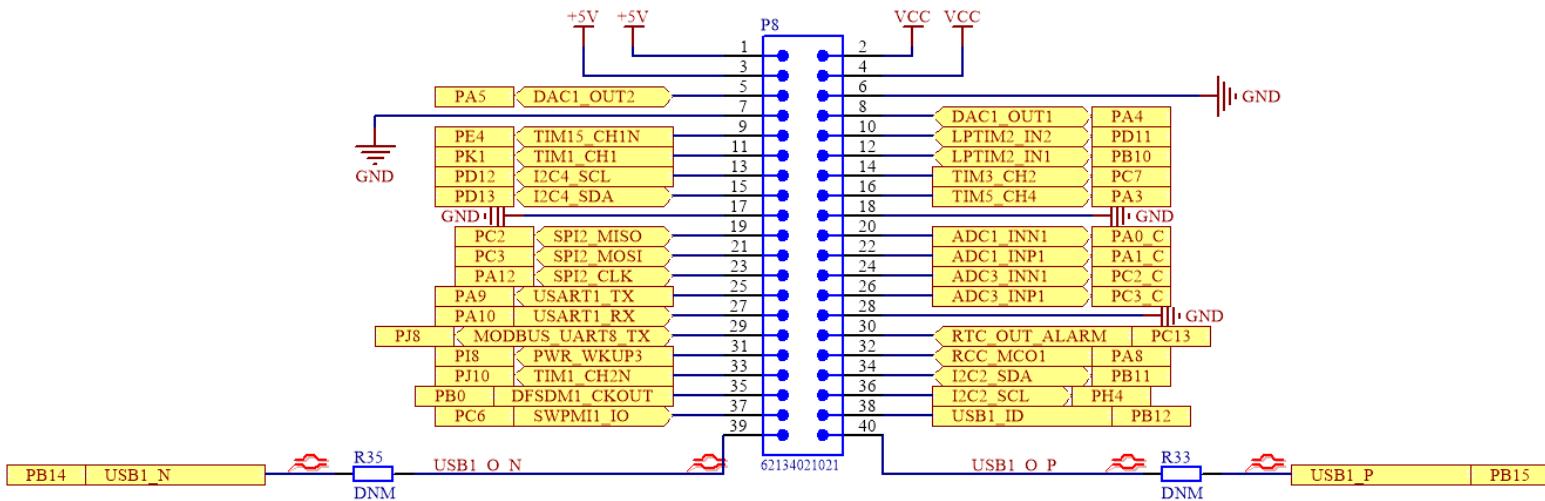 +5V +5V VCC VCC
P8
1 2
3 4
PA5 DAC1_OUT2 5 6 GND
7 8 DAC1_OUT1 PA4
PE4 TIM15_CH1N 9 10 LPTIM2_IN2 PD11
PK1 TIM1_CH1 11 12 LPTIM2_IN1 PB10
GND PD12 I2C4_SCL 13 14 TIM3_CH2 PC7
PD13 I2C4_SDA 15 16 TIM5_CH4 PA3
GND 17 18 GND
PC2 SPI2_MISO 19 20 ADC1_INN1 PA0_C
PC3 SPI2_MOSI 21 22 ADC1_INP1 PA1_C
PA12 SPI2_CLK 23 24 ADC3_INN1 PC2_C
PA9 USART1_TX 25 26 ADC3_INP1 PC3_C
PA10 USART1_RX 27 28 GND
PJ8 MODBUS_UART8_TX 29 30 RTC_OUT_ALARM PC13
PI8 PWR_WKUP3 31 32 RCC_MCO1 PA8
PJ10 TIM1_CH2N 33 34 I2C2_SDA PB11
PB0 DFSDM1_CKOUT 35 36 I2C2_SCL PH4
PC6 SWPMI1_IO 37 38 USB1_ID PB12
39 40
R35 USB1_O_N 62134021021 USB1_O_P R33
PB14 USB1_N USB1_P PB15
DNM DNM